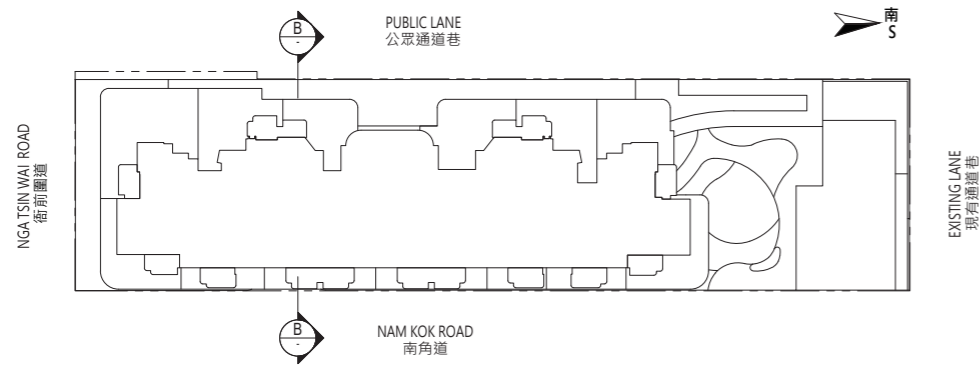 B
-
PUBLIC LANE
公眾通道巷
南
S
NGA TSIN WAI ROAD
衙前圍道
EXISTING LANE
現有通道巷
B
-
NAM KOK ROAD
南角道